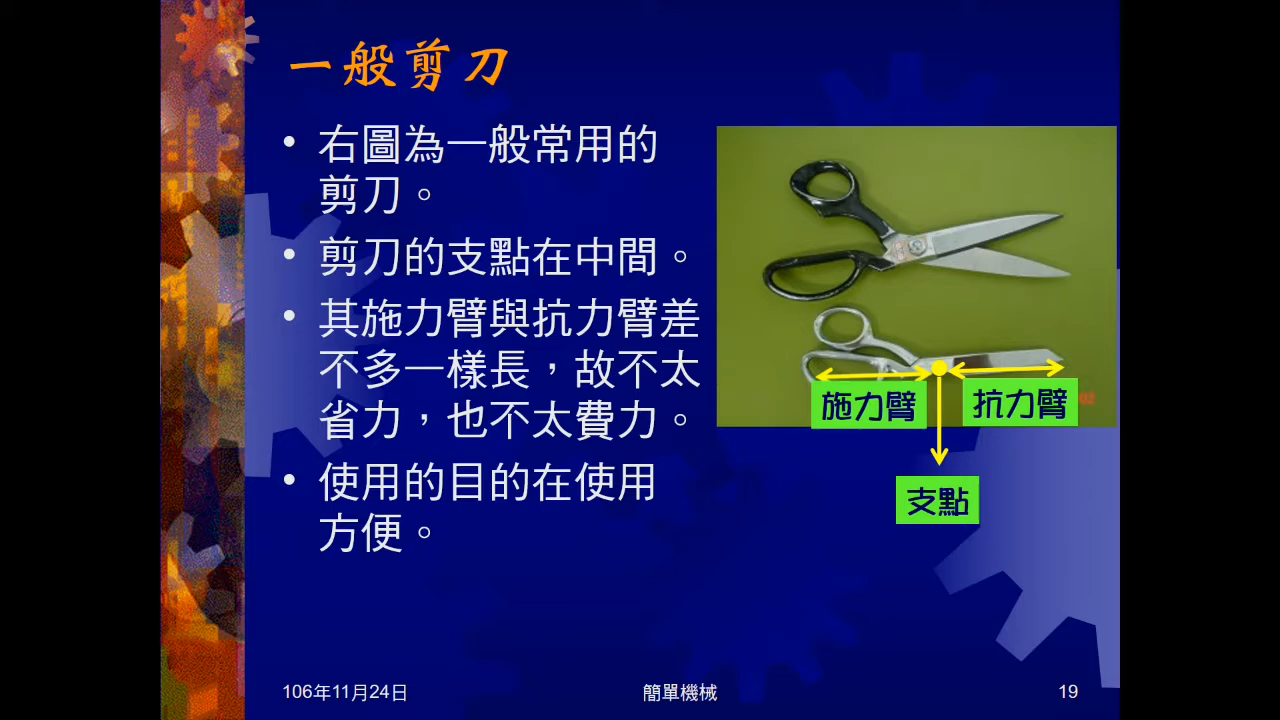 一般剪刀
• 右圖為一般常用的
剪刀。
• 剪刀的支點在中間。
• 其施力臂與抗力臂差
不多一樣長，故不太
省力，也不太費力。
• 使用的目的在使用
方便。
施力臂
抗力臂
02
支點
106年11月24日
簡單機械
19